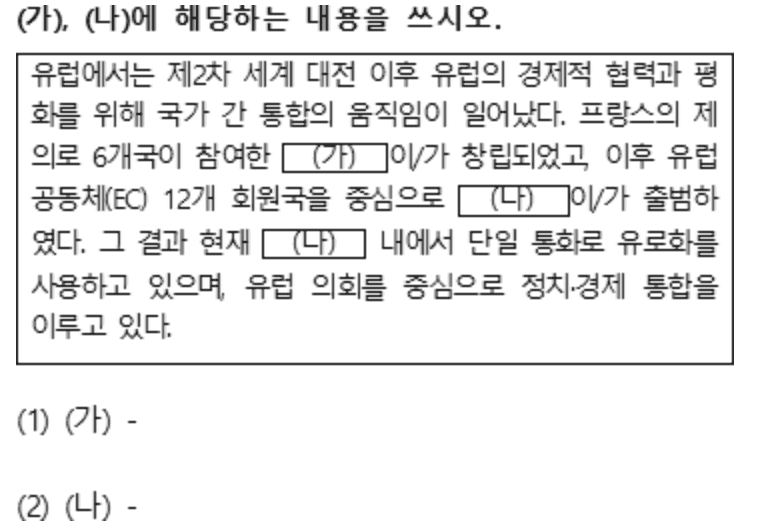 (가), (나)에 해당하는 내용을 쓰시오.
유럽에서는 제2차 세계 대전 이후 유럽의 경제적 협력과 평
화를 위해 국가 간 통합의 움직임이 일어났다. 프랑스의 제
의로 6개국이 참여한 (가) 이/가 창립되었고, 이후 유럽
공동체(EC) 12개 회원국을 중심으로 (나) 이/가 출범하
였다. 그 결과 현재 (나) 내에서 단일 통화로 유로화를
사용하고 있으며, 유럽 의회를 중심으로 정치·경제 통합을
이루고 있다.
(1) (가) -
(2) (나) -